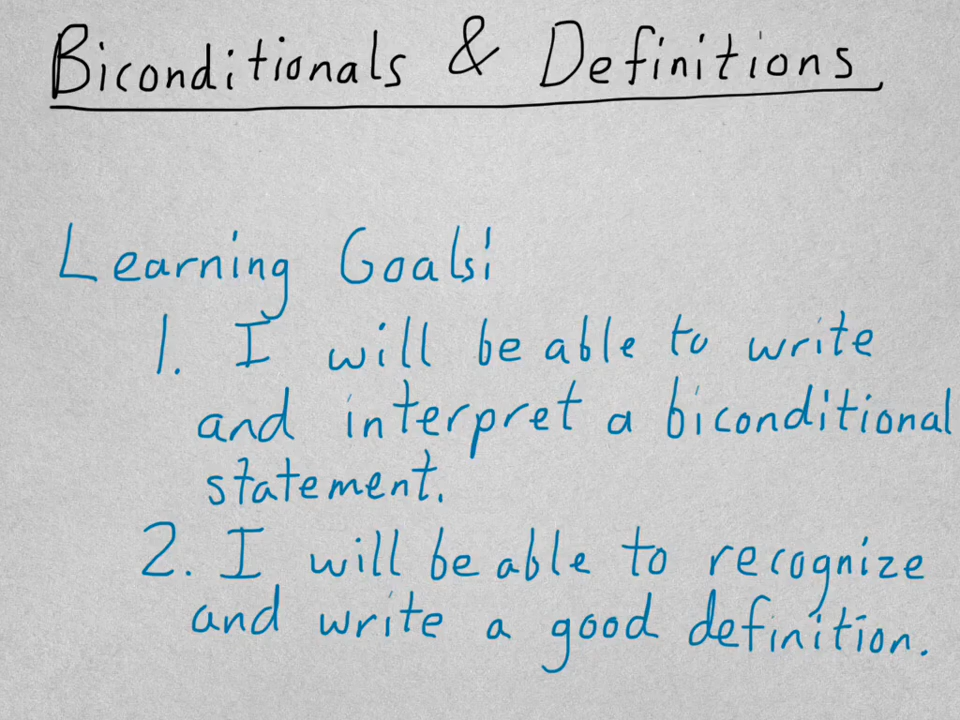 Biconditionals & Definitions
Learning Goals!
1. I will be able to write
and interpret a biconditional
statement.
2. I will be able to recognize
and write a good definition.